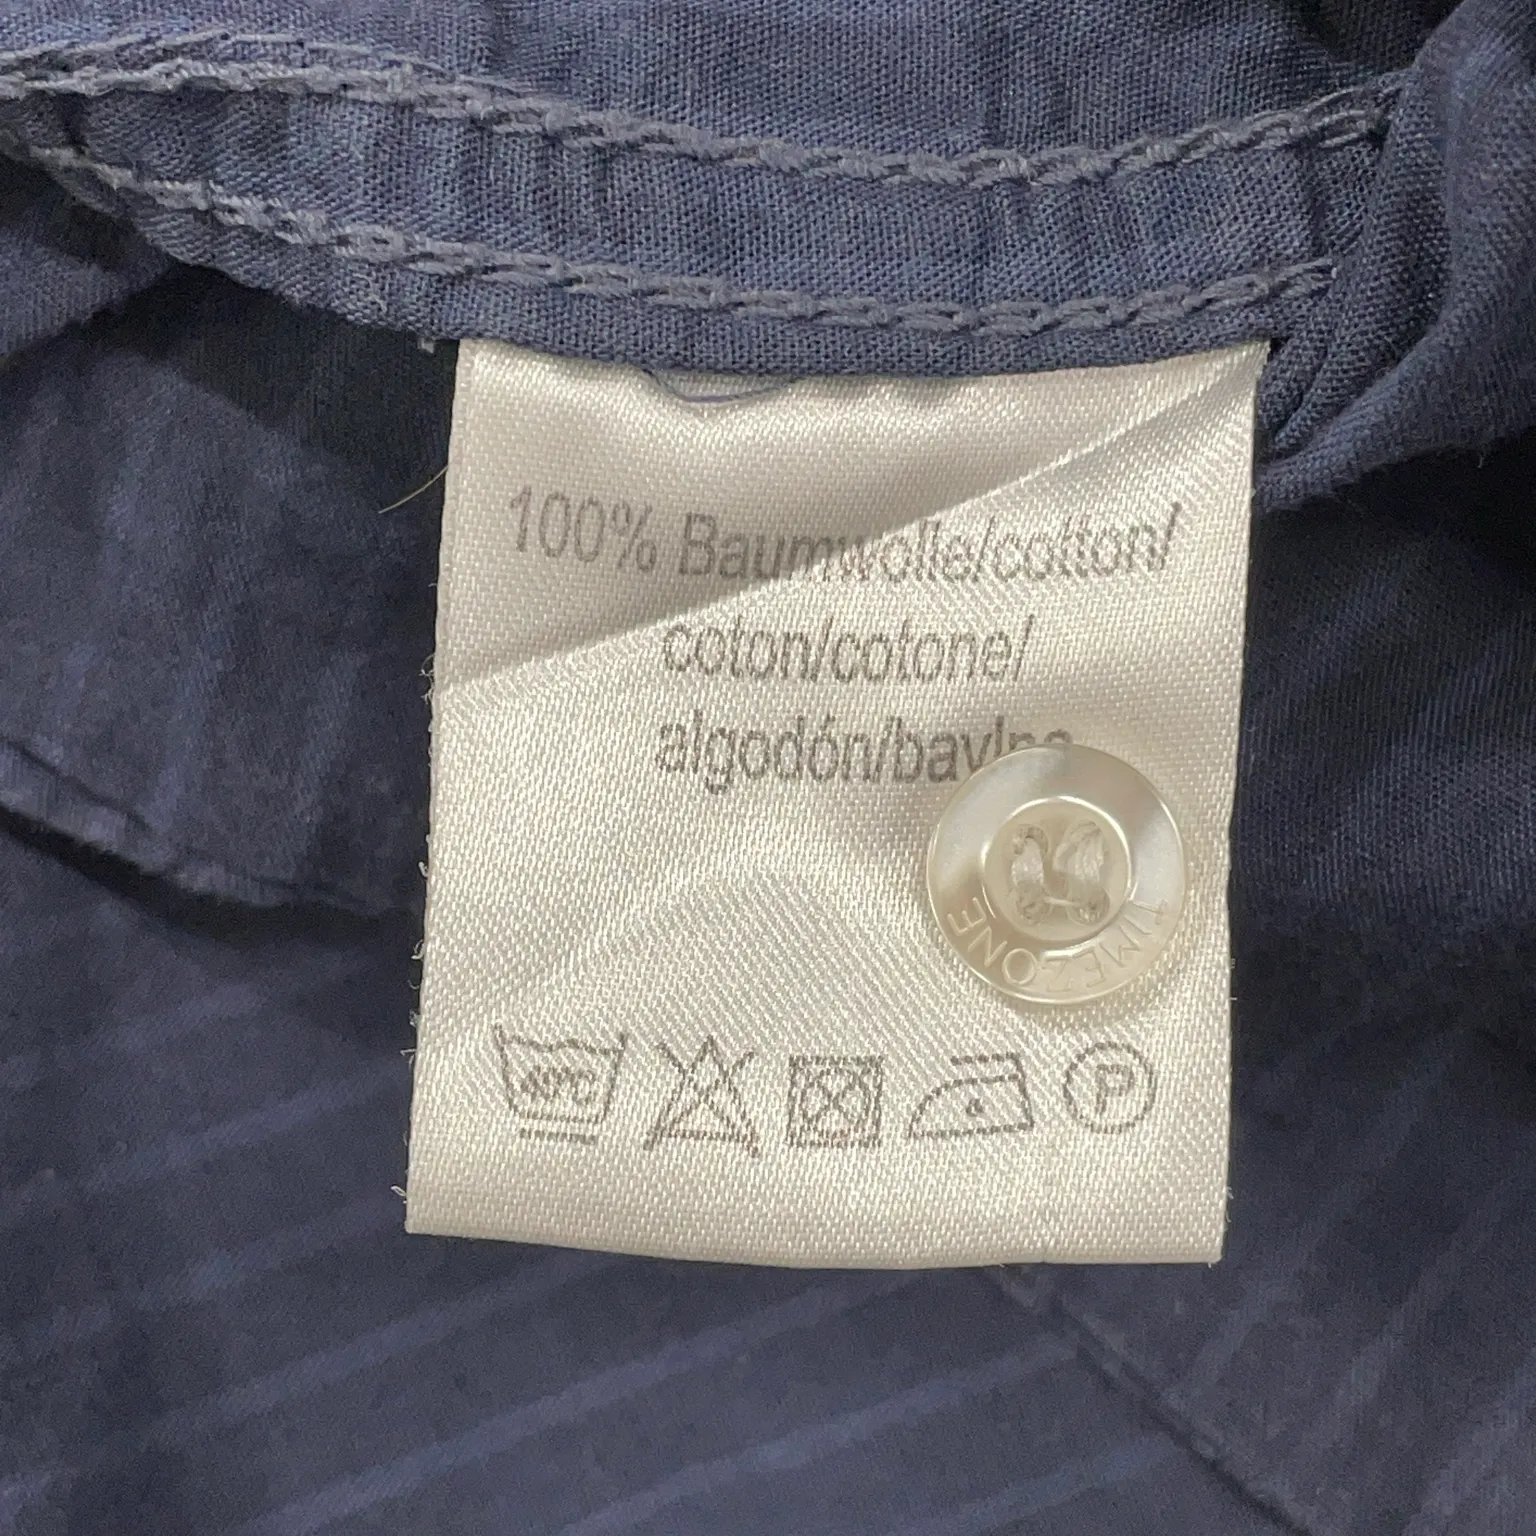 100% Baumwolle/cotton/
coton/cotone/
algodón/bavlna
TIMEZONE
40°C
P